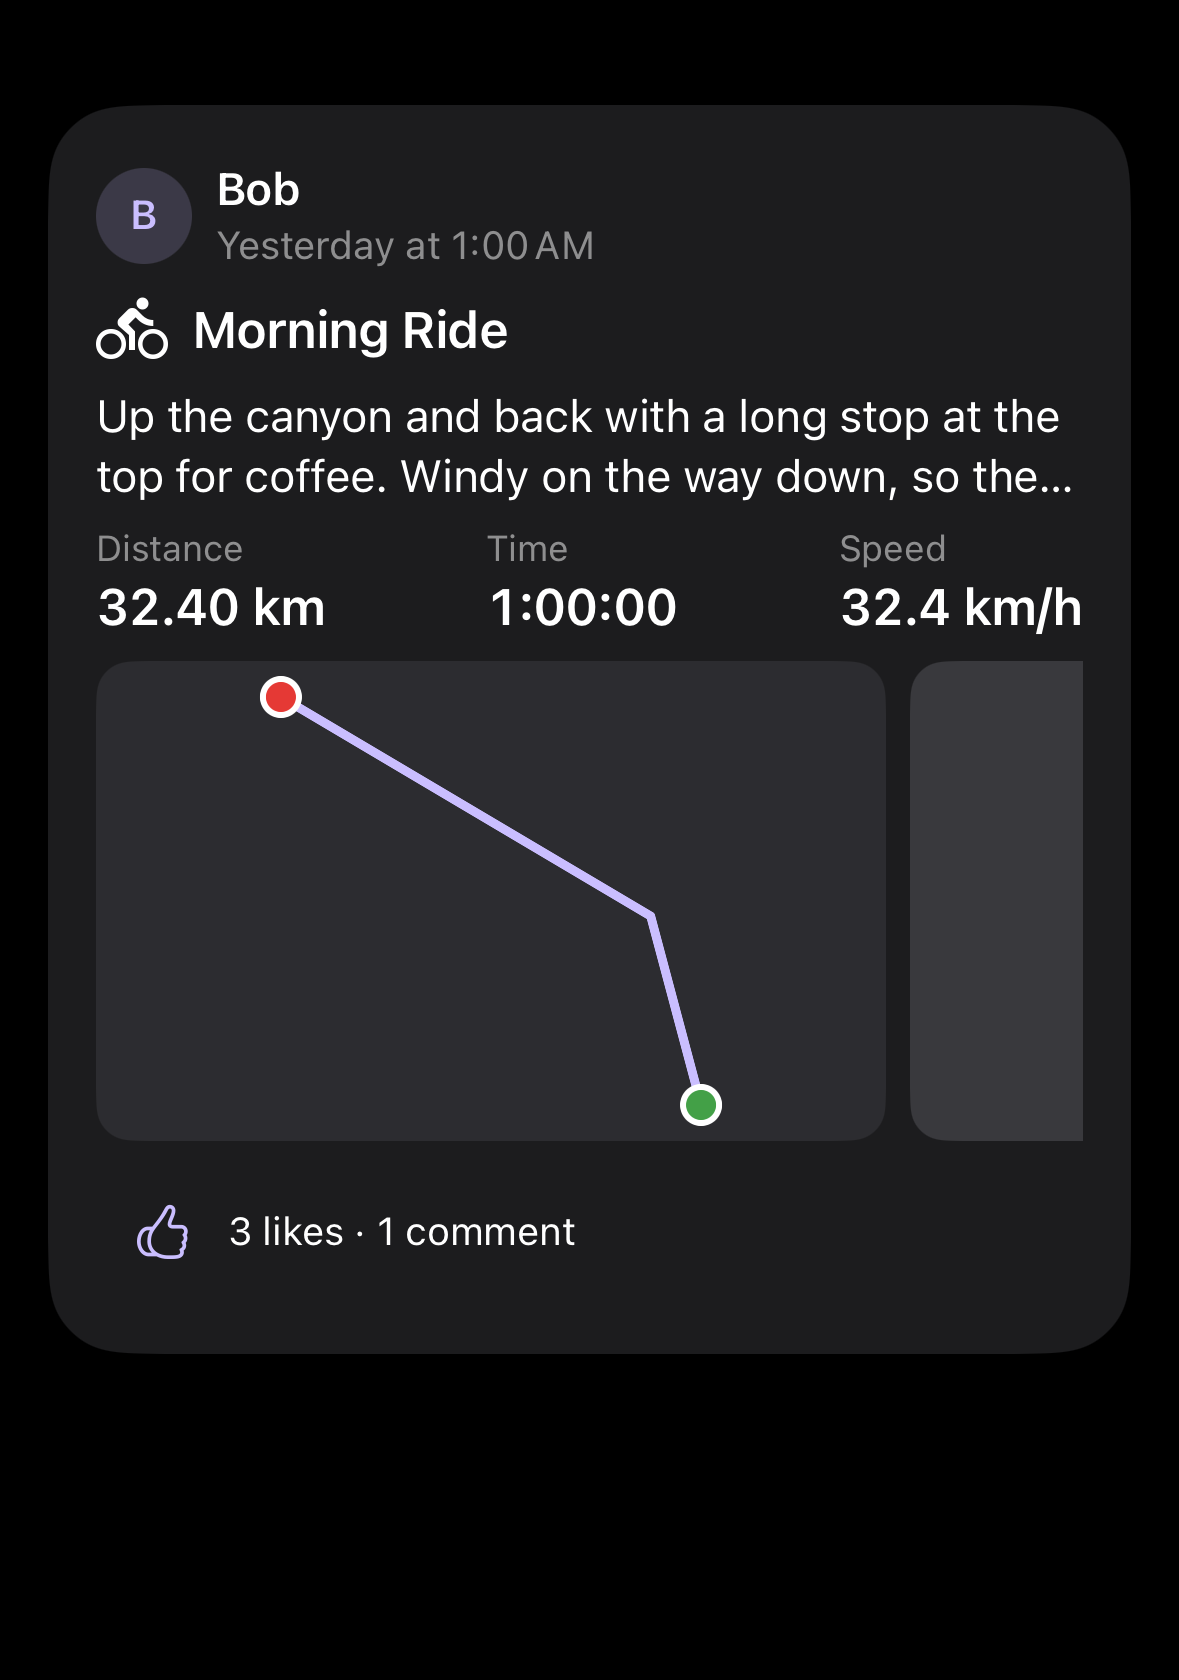 B
Bob
Yesterday at 1:00 AM
Morning Ride
Up the canyon and back with a long stop at the
top for coffee. Windy on the way down, so the...
Distance
Time
Speed
32.40 km
1:00:00
32.4 km/h
3 likes · 1 comment